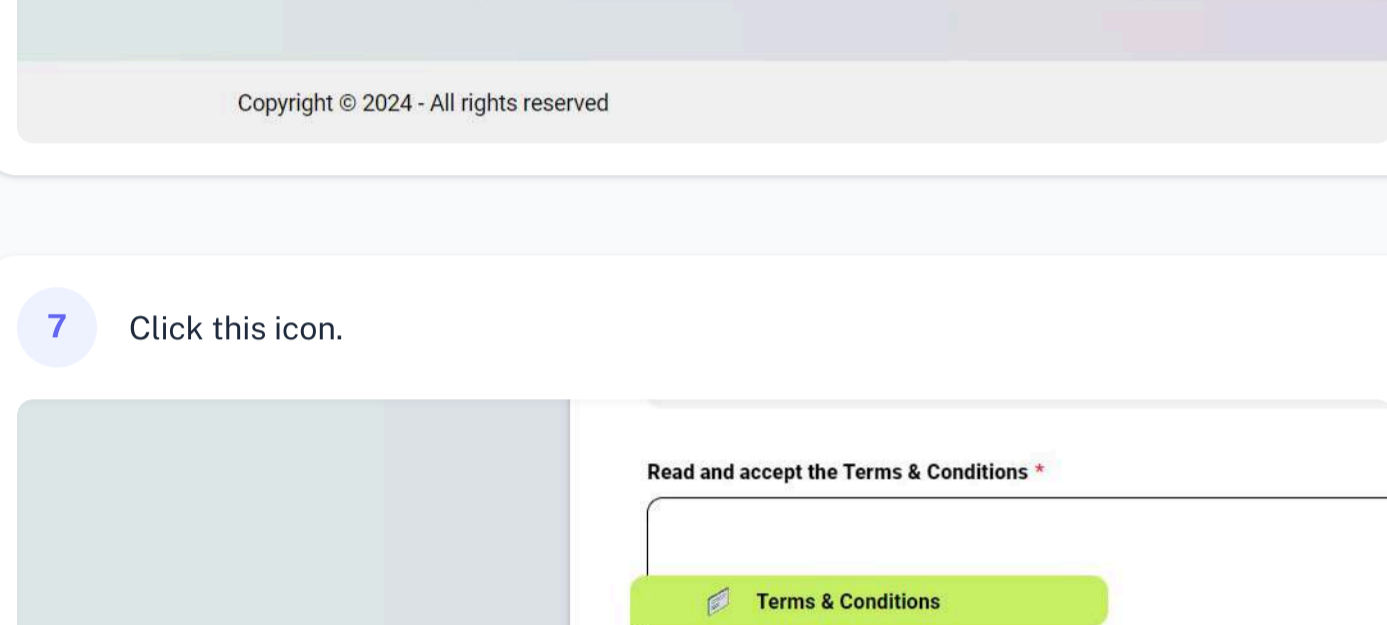 Copyright © 2024 - All rights reserved
7 Click this icon.
Read and accept the Terms & Conditions *
Terms & Conditions